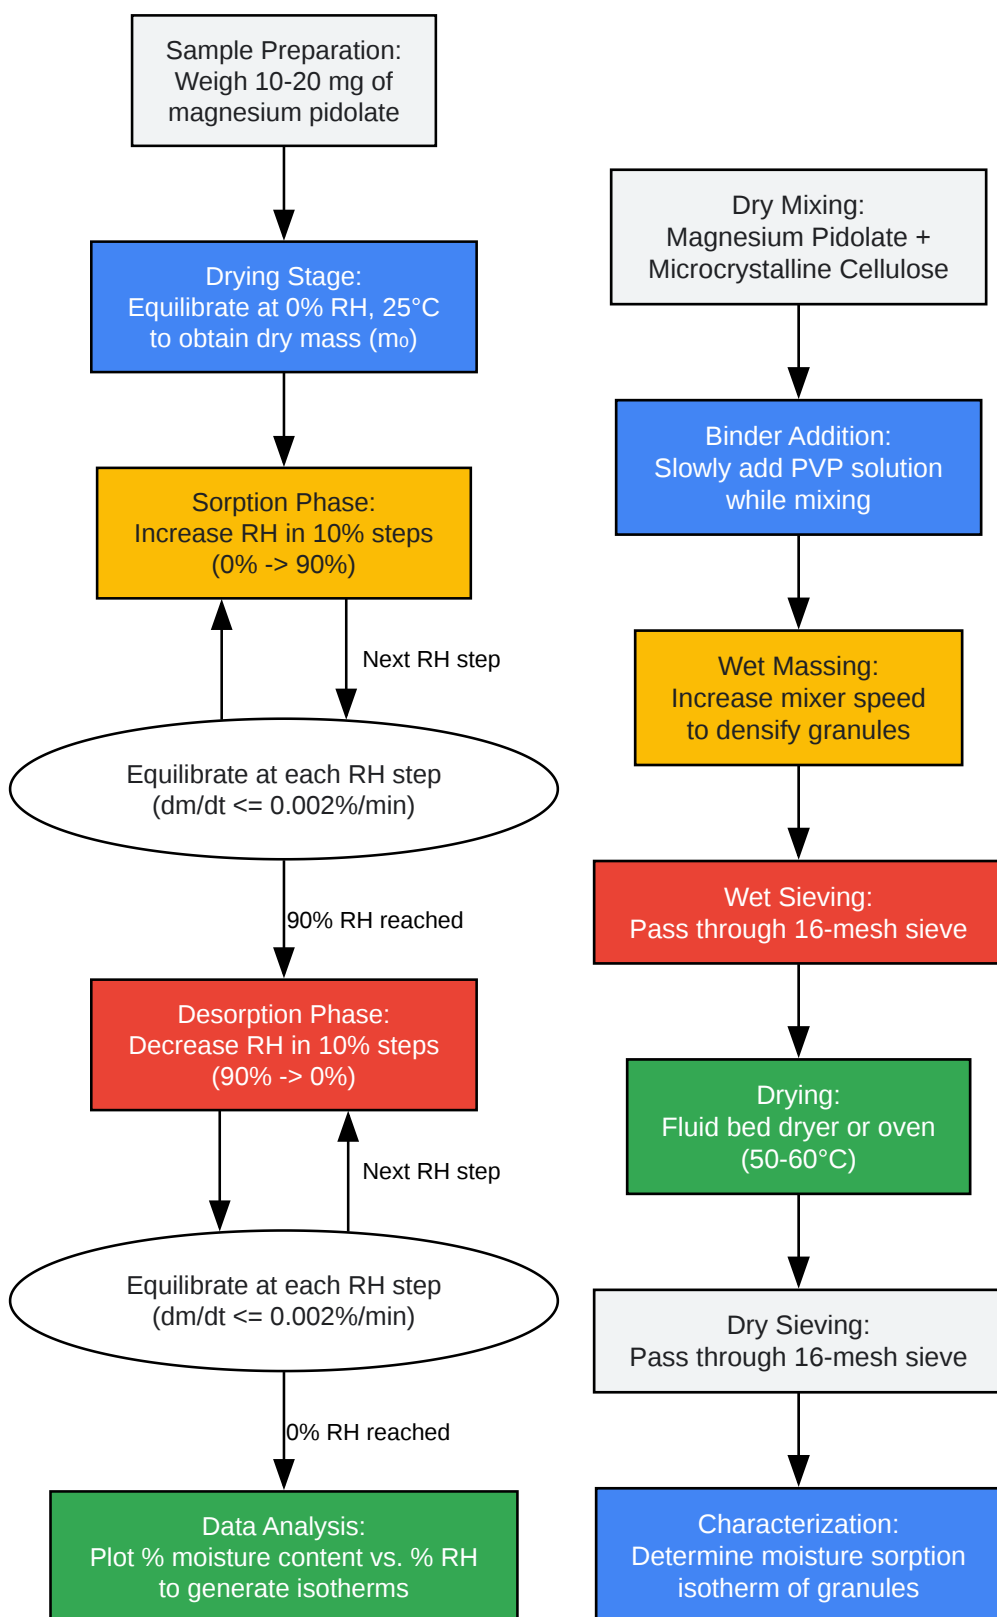 Sample Preparation:
Weigh 10-20 mg of
magnesium pidolate
Drying Stage:
Equilibrate at 0% RH, 25°C
to obtain dry mass (m₀)
Sorption Phase:
Increase RH in 10% steps
(0% -> 90%)
Next RH step
Equilibrate at each RH step
(dm/dt <= 0.002%/min)
90% RH reached
Desorption Phase:
Decrease RH in 10% steps
(90% -> 0%)
Next RH step
Equilibrate at each RH step
(dm/dt <= 0.002%/min)
0% RH reached
Data Analysis:
Plot % moisture content vs. % RH
to generate isotherms
Dry Mixing:
Magnesium Pidolate +
Microcrystalline Cellulose
Binder Addition:
Slowly add PVP solution
while mixing
Wet Massing:
Increase mixer speed
to densify granules
Wet Sieving:
Pass through 16-mesh sieve
Drying:
Fluid bed dryer or oven
(50-60°C)
Dry Sieving:
Pass through 16-mesh sieve
Characterization:
Determine moisture sorption
isotherm of granules